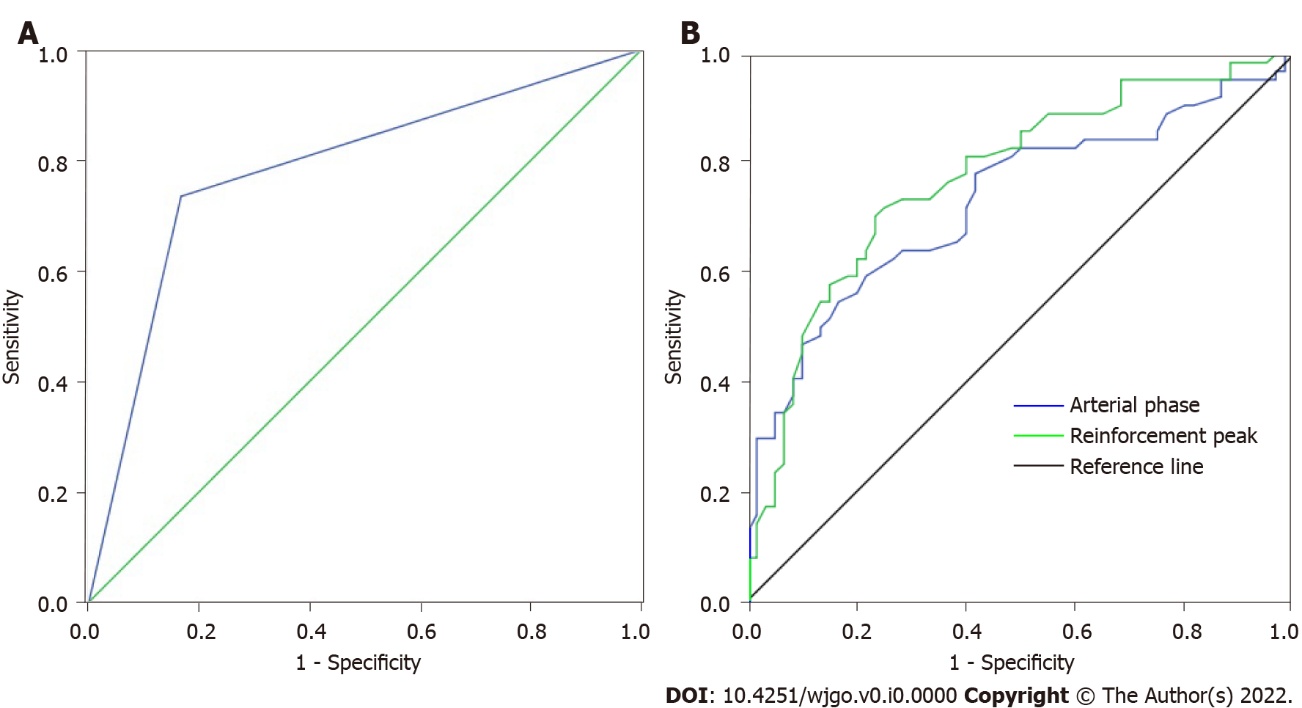 A
1.0
0.8
0.6
0.4
0.2
0.0
Sensitivity
0.0 0.2 0.4 0.6 0.8 1.0
1 - Specificity
B
1.0
0.8
0.6
0.4
0.2
0.0
Sensitivity
Arterial phase
Reinforcement peak
Reference line
0.0 0.2 0.4 0.6 0.8 1.0
1 - Specificity
DOI: 10.4251/wjgo.v0.i0.0000 Copyright © The Author(s) 2022.